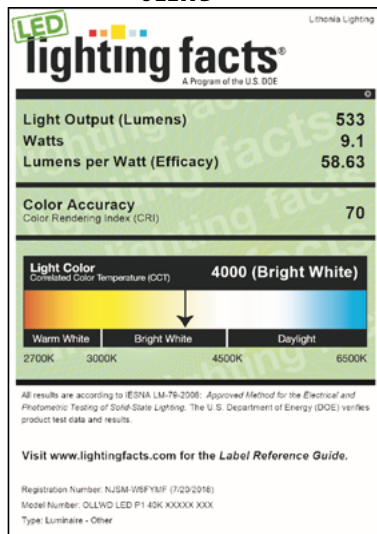 LED
Lithonia Lighting
lighting facts®
A Program of the U.S. DOE
Light Output (Lumens) 533
Watts 9.1
Lumens per Watt (Efficacy) 58.63
Color Accuracy
Color Rendering Index (CRI) 70
Light Color
Correlated Color Temperature (CCT) 4000 (Bright White)
Warm White Bright White Daylight
2700K 3000K 4500K 6500K
All results are according to IESNA LM-79-2008: Approved Method for the Electrical and
Photometric Testing of Solid-State Lighting. The U.S. Department of Energy (DOE) verifies
product test data and results.
Visit www.lightingfacts.com for the Label Reference Guide.
Registration Number: NJSM-W8FYMF (7/20/2016)
Model Number: OLLWD LED P1 40K XXXXX XXX
Type: Luminaire - Other